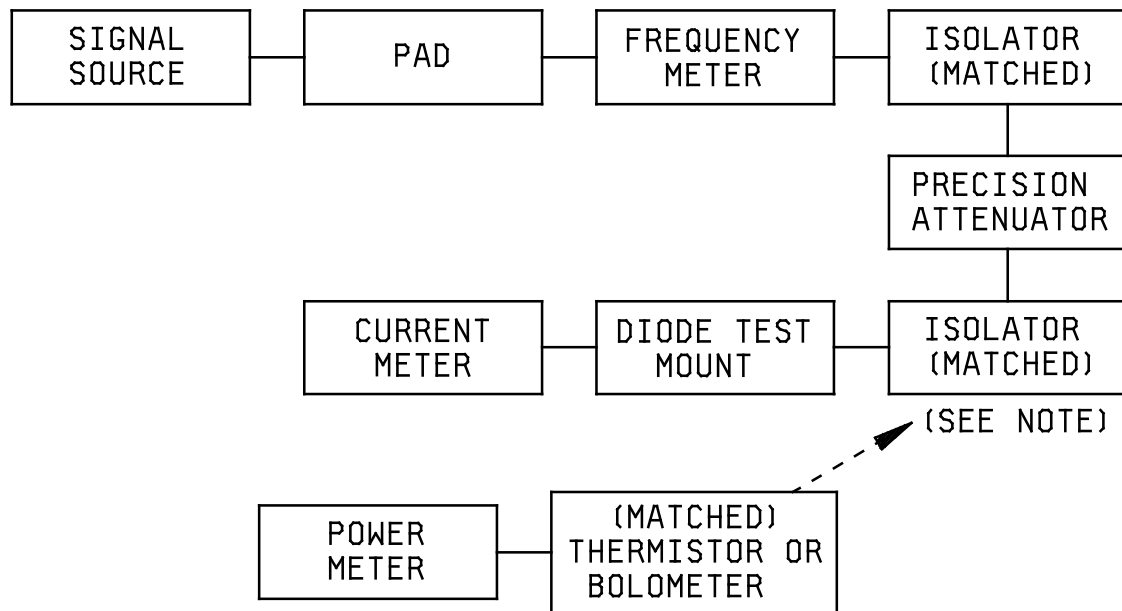 SIGNAL
SOURCE
PAD
FREQUENCY
METER
ISOLATOR
(MATCHED)
PRECISION
ATTENUATOR
CURRENT
METER
DIODE TEST
MOUNT
ISOLATOR
(MATCHED)
(SEE NOTE)
POWER
METER
(MATCHED)
THERMISTOR OR
BOLOMETER